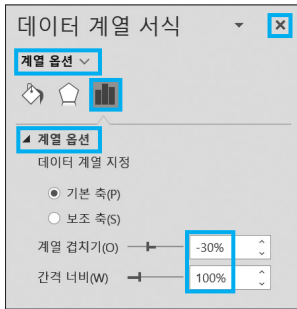 데이터 계열 서식
계열 옵션
계열 옵션
데이터 계열 지정
기본 축(P)
보조 축(S)
계열 겹치기(O) -30%
간격 너비(W) 100%